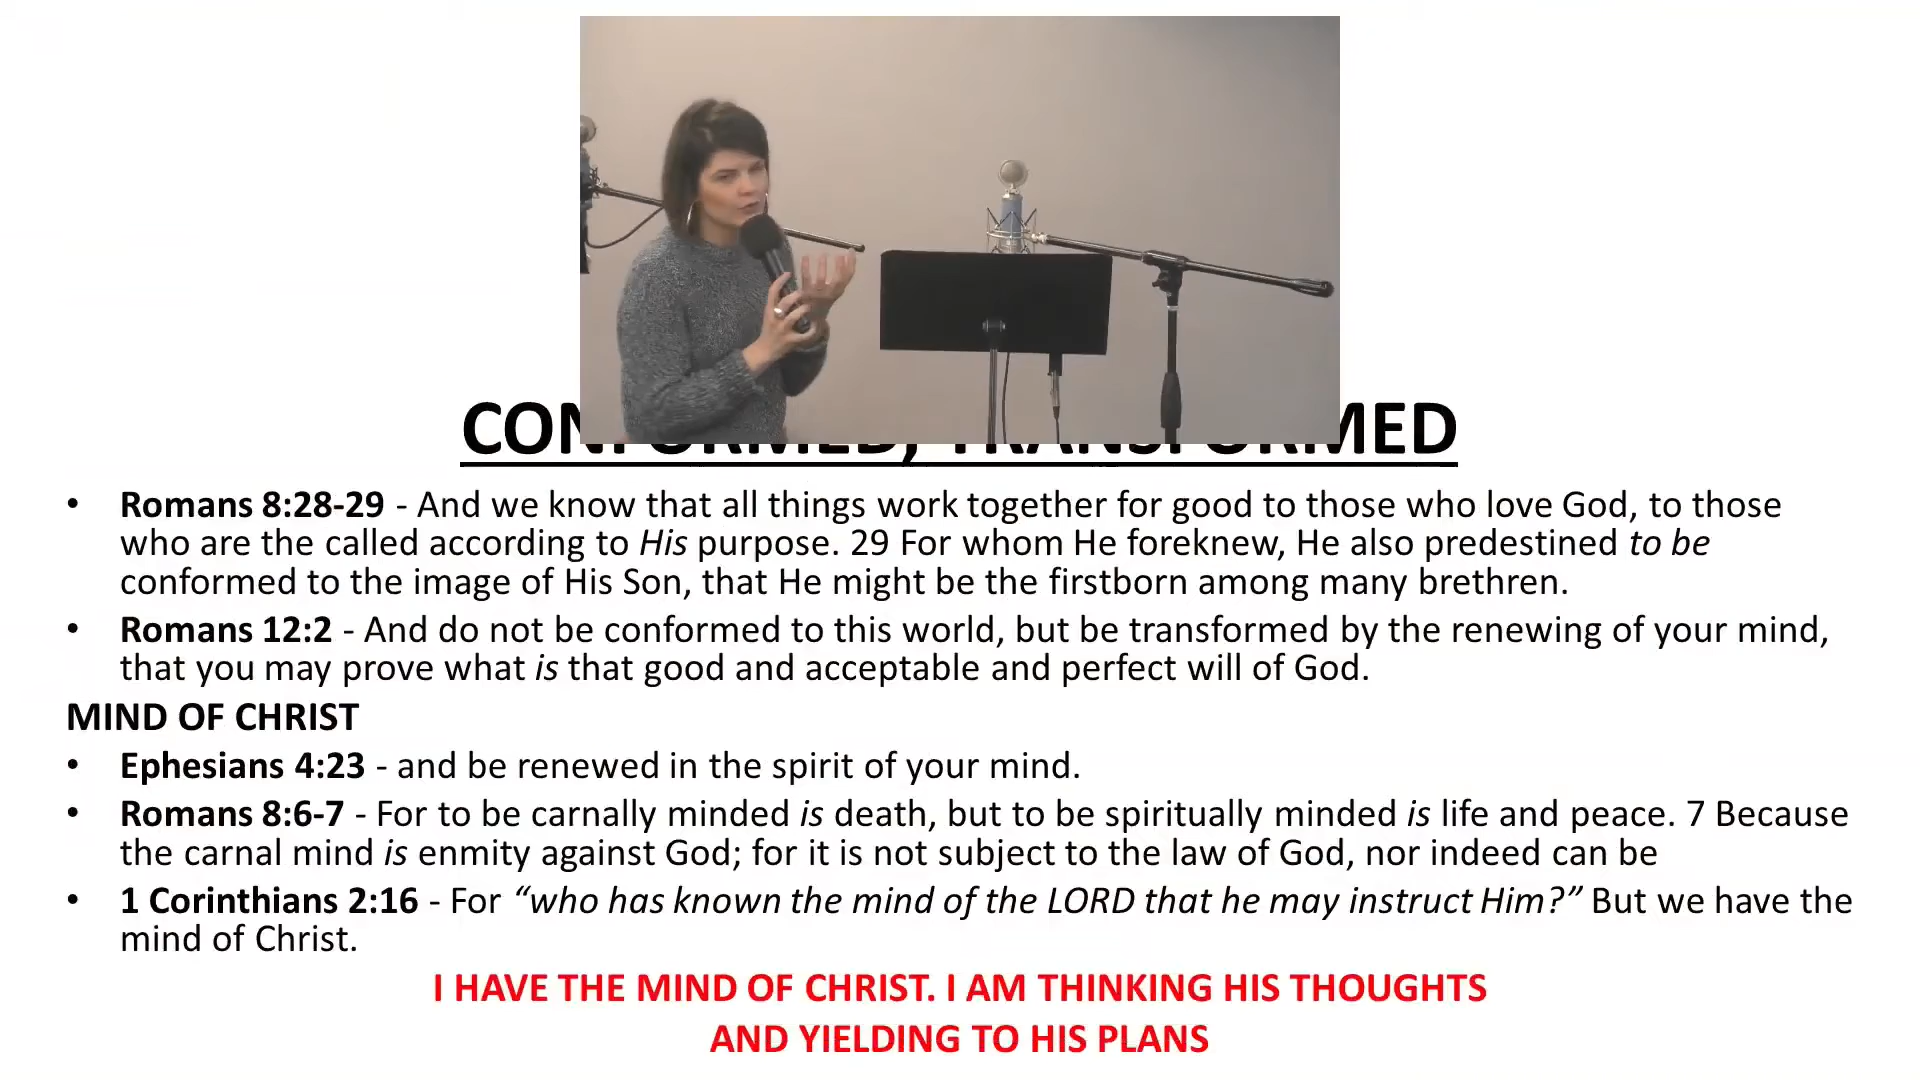 CONFORMED, TRANSFORMED
• Romans 8:28-29 - And we know that all things work together for good to those who love God, to those
who are the called according to His purpose. 29 For whom He foreknew, He also predestined to be
conformed to the image of His Son, that He might be the firstborn among many brethren.
• Romans 12:2 - And do not be conformed to this world, but be transformed by the renewing of your mind,
that you may prove what is that good and acceptable and perfect will of God.
MIND OF CHRIST
• Ephesians 4:23 - and be renewed in the spirit of your mind.
• Romans 8:6-7 - For to be carnally minded is death, but to be spiritually minded is life and peace. 7 Because
the carnal mind is enmity against God; for it is not subject to the law of God, nor indeed can be
• 1 Corinthians 2:16 - For “who has known the mind of the LORD that he may instruct Him?” But we have the
mind of Christ.
I HAVE THE MIND OF CHRIST. I AM THINKING HIS THOUGHTS
AND YIELDING TO HIS PLANS